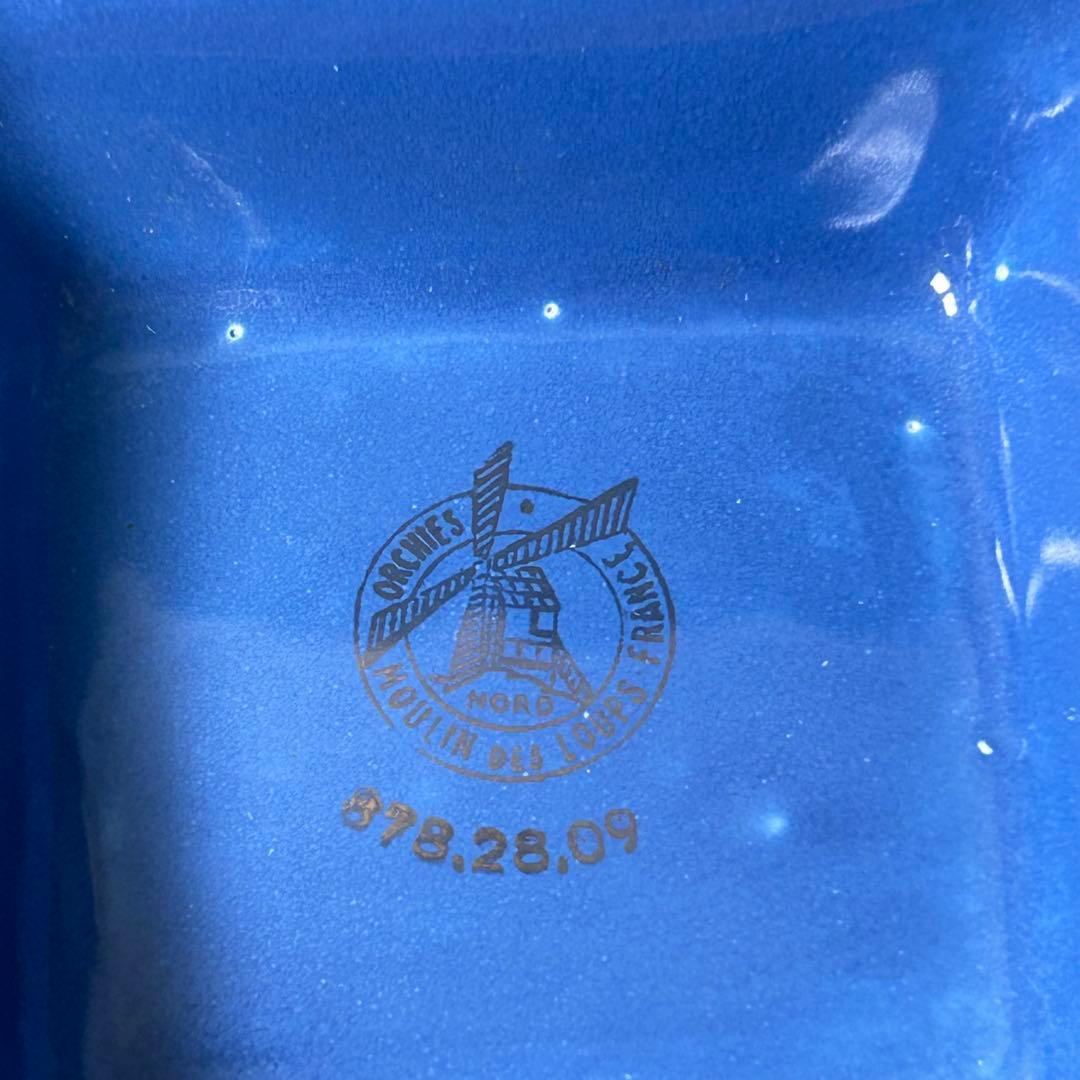 ORCHIES
MOULIN DES LOUPS FRANCE
NORD
878.28.09